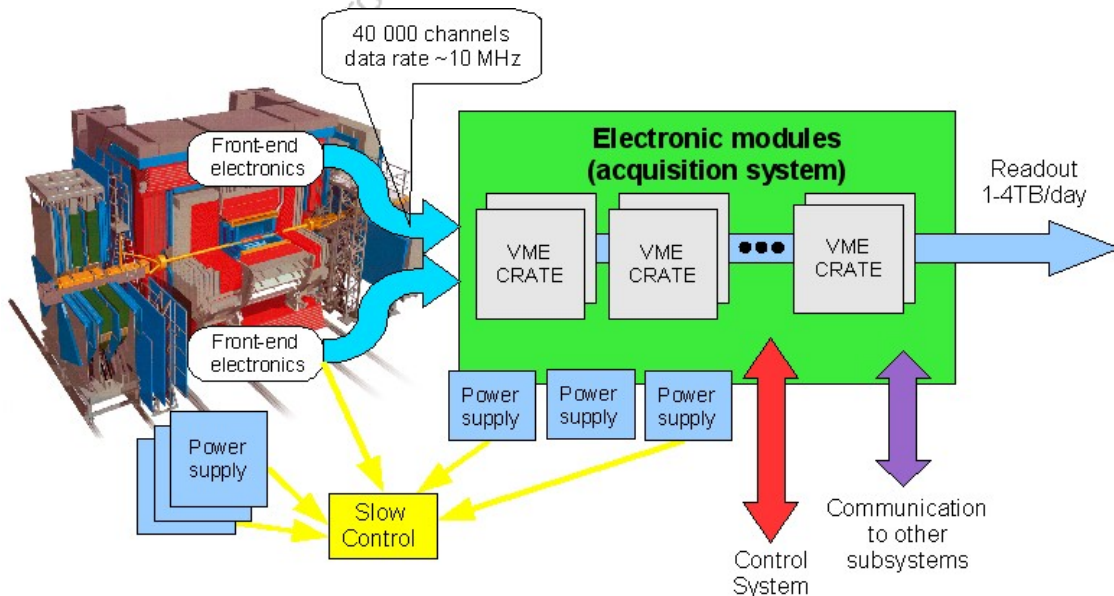 40 000 channels
data rate ~10 MHz
Front-end
electronics
Electronic modules
(acquisition system)
Readout
1-4TB/day
VME
CRATE
VME
CRATE
VME
CRATE
Front-end
electronics
Power
supply
Power
supply
Power
supply
Power
supply
Slow
Control
Control
System
Communication
to other
subsystems